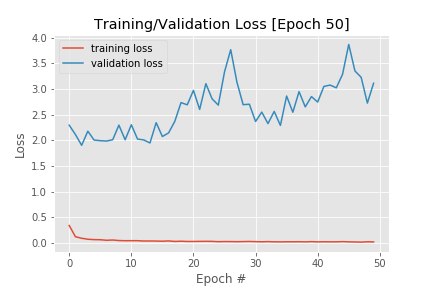 Training/Validation Loss [Epoch 50]
training loss
validation loss
Loss
4.0
3.5
3.0
2.5
2.0
1.5
1.0
0.5
0.0
0 10 20 30 40 50
Epoch #